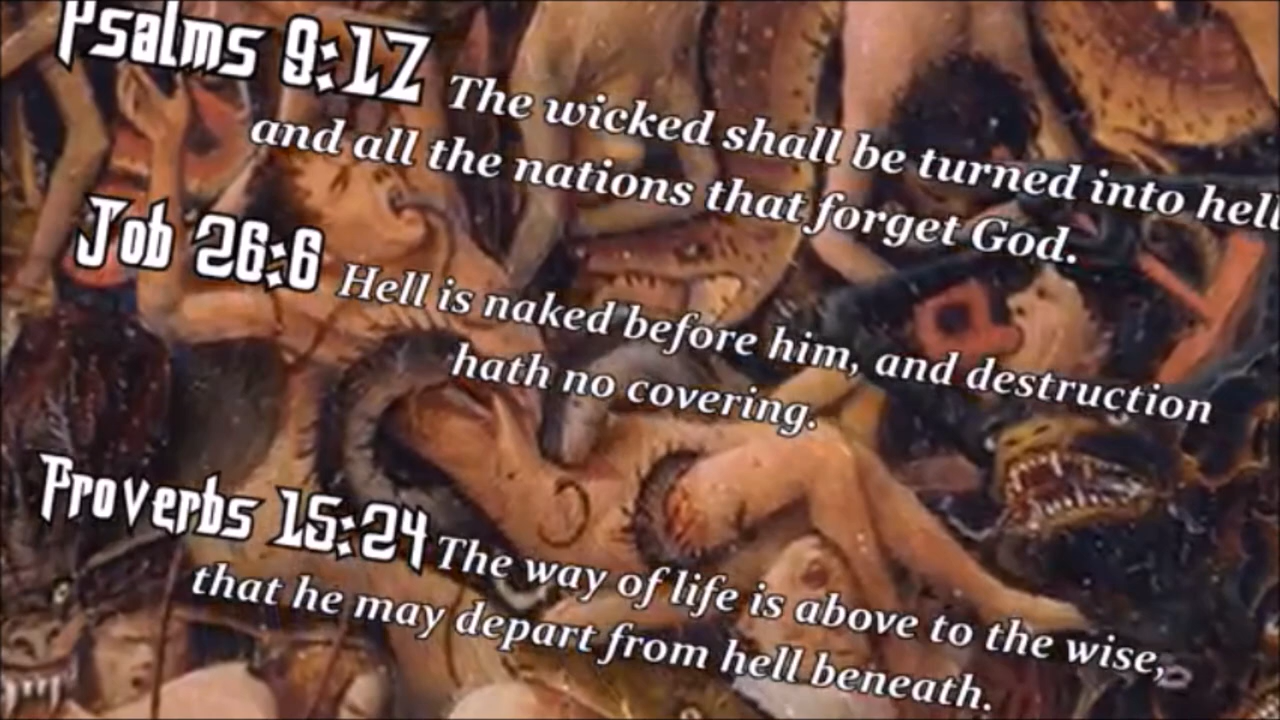 Psalms 9:17 The wicked shall be turned into hell
and all the nations that forget God.
Job 26:6 Hell is naked before him, and destruction
hath no covering.
Proverbs 15:24 The way of life is above to the wise,
that he may depart from hell beneath.